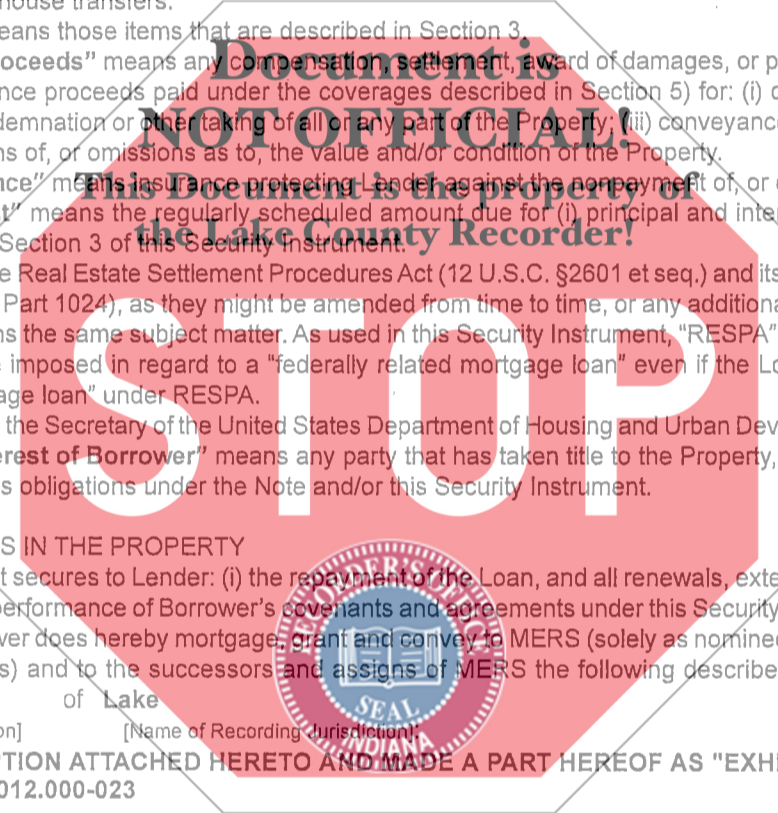 house transfers.
eans those items that are described in Section 3.
oceeds” means any compensation, settlement, award of damages, or p
nce proceeds paid under the coverages described in Section 5) for: (i) d
demnation or other taking of all or any part of the Property; (iii) conveyanc
ns of, or omissions as to, the value and/or condition of the Property.
nce” means insurance protecting Lender against the nonpayment of, or
t” means the regularly scheduled amount due for (i) principal and inte
Section 3 of this Security Instrument.
e Real Estate Settlement Procedures Act (12 U.S.C. §2601 et seq.) and its
Part 1024), as they might be amended from time to time, or any additiona
ns the same subject matter. As used in this Security Instrument, “RESPA”
imposed in regard to a “federally related mortgage loan” even if the Lo
age loan” under RESPA.
the Secretary of the United States Department of Housing and Urban Dev
erest of Borrower” means any party that has taken title to the Property,
s obligations under the Note and/or this Security Instrument.
S IN THE PROPERTY
t secures to Lender: (i) the repayment of the Loan, and all renewals, exte
performance of Borrower’s covenants and agreements under this Security
wer does hereby mortgage, grant and convey to MERS (solely as nominee
s) and to the successors and assigns of MERS the following describe
of Lake
on] [Name of Recording Jurisdiction]:
PTION ATTACHED HERETO AND MADE A PART HEREOF AS "EXHI
012.000-023
Document is
NOT OFFICIAL!
This Document is the property of
the Lake County Recorder!
STOP
RECORDER'S OFFICE
SEAL
INDIANA